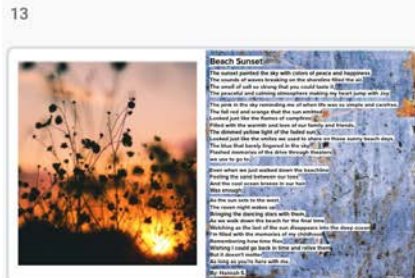 13
Beach Sunset
The sunset painted the sky with colors of peace and happiness
The sounds of waves breaking on the shoreline filled the air
The smell of salt so strong that you could taste it
The peaceful and calming atmosphere making my heart jump with joy
The pink in the sky reminding me of when life was so simple and carefree
The fall red and orange that the sun emitted
Looked just like the flames of campfires
Filled with the warmth and love of our family and friends
The dimmed yellow light of the faded sun
Looked just like the smiles we used to share on those sunny beach days
The blue that barely lingered in the sky
Flashed memories of the drive through theaters
we use to go to
Even when we just walked down the beachline
Feeling the sand between our toes
And the cool ocean breeze in our hair
Was enough
As the sun sets to the west
The raven night wakes up
Bringing the dancing stars with them
As we walk down the beach for the final time
Watching as the last of the sun disappears into the deep ocean
I'm filled with the memories of my childhood
Remembering how time flies
Wishing I could go back in time and relive them
But it doesn't matter
As long as you're here with me
By: Hannah S.